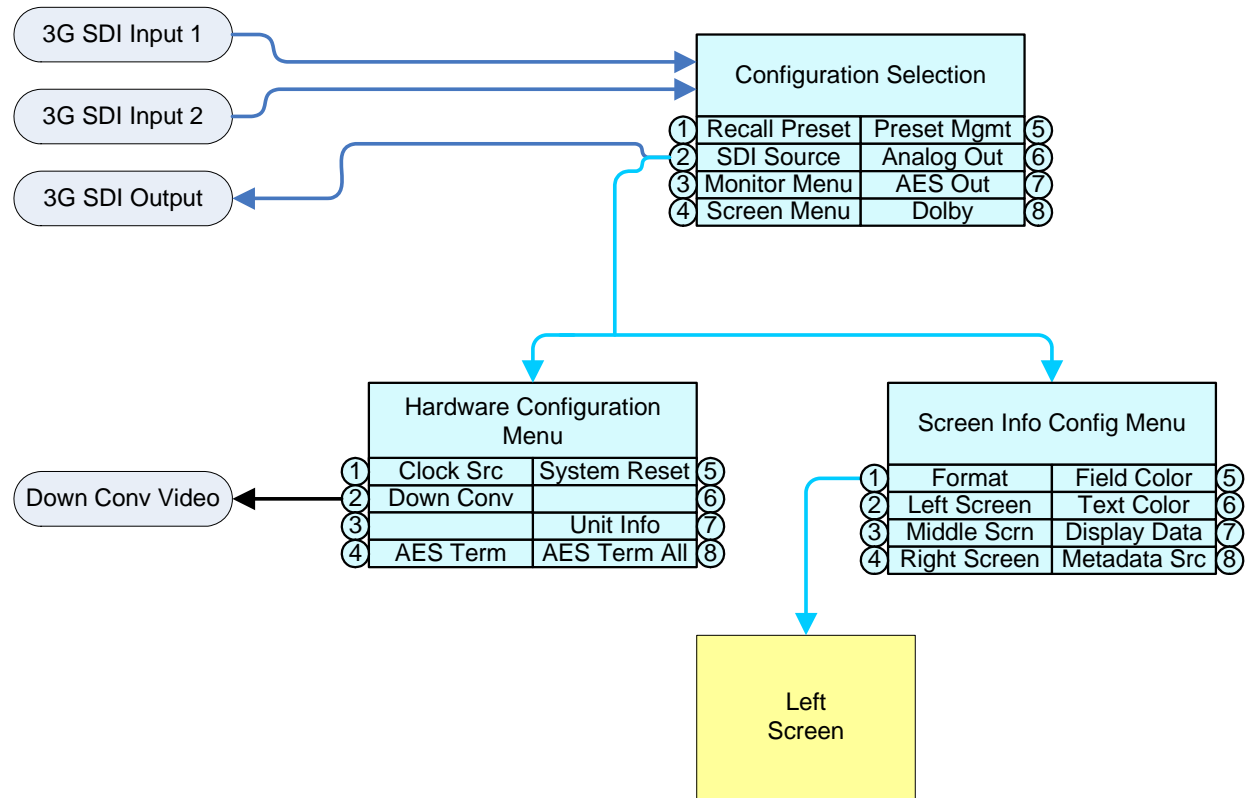 3G SDI Input 1
3G SDI Input 2
3G SDI Output
Configuration Selection
1 Recall Preset Preset Mgmt 5
2 SDI Source Analog Out 6
3 Monitor Menu AES Out 7
4 Screen Menu Dolby 8
Hardware Configuration
Menu
1 Clock Src System Reset 5
2 Down Conv 6
3 Unit Info 7
4 AES Term AES Term All 8
Down Conv Video
Screen Info Config Menu
1 Format Field Color 5
2 Left Screen Text Color 6
3 Middle Scrn Display Data 7
4 Right Screen Metadata Src 8
Left
Screen